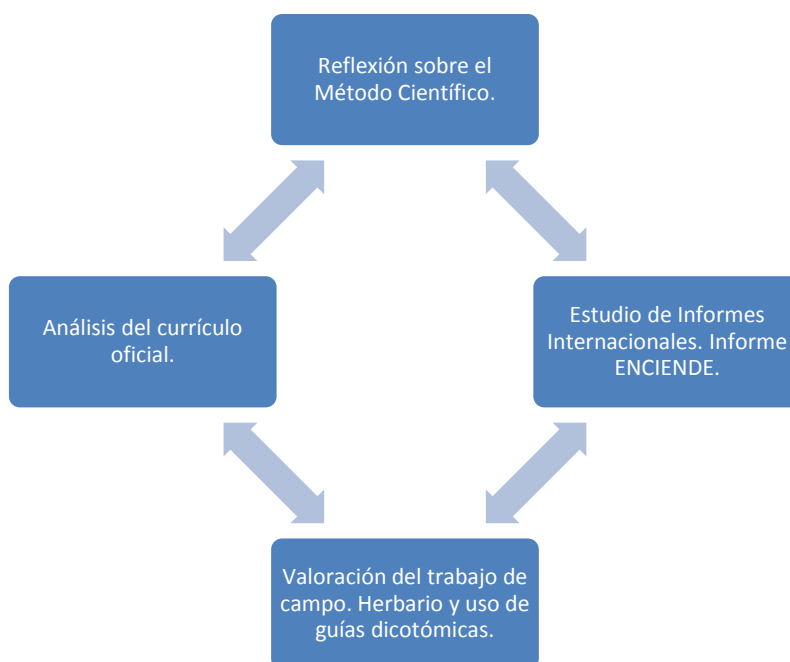 Reflexión sobre el
Método Científico.
Análisis del currículo
oficial.
Estudio de Informes
Internacionales. Informe
ENCIENDE.
Valoración del trabajo de
campo. Herbario y uso de
guías dicotómicas.